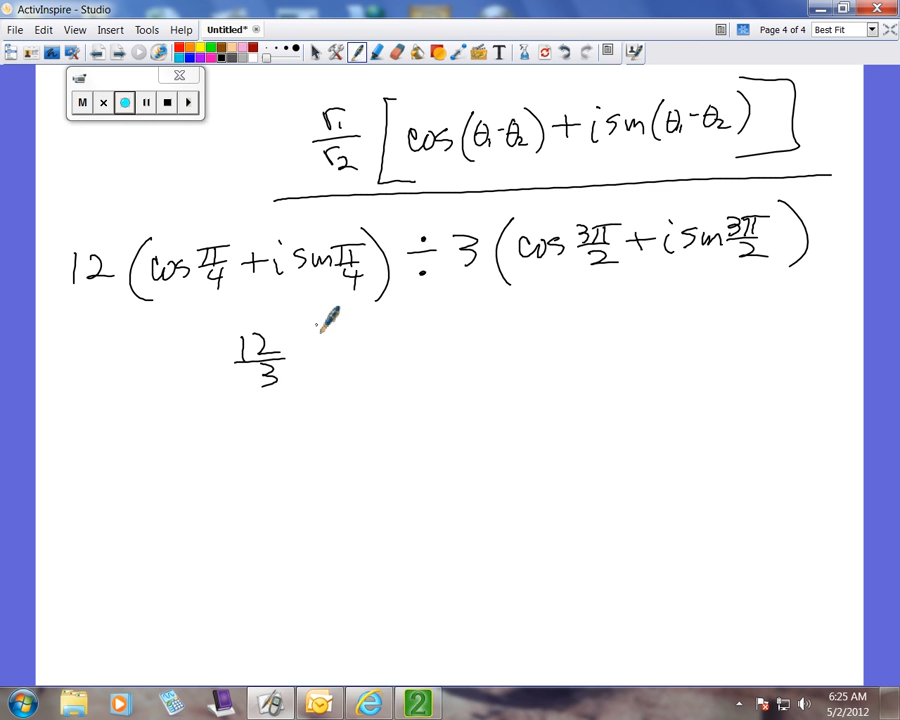 ActivInspire - Studio
File Edit View Insert Tools Help Untitled* Page 4 of 4 Best Fit
M
r₁/r₂ [cos(θ₁-θ₂) + i sin(θ₁-θ₂)]
12 (cos π/4 + i sin π/4) ÷ 3 (cos 3π/2 + i sin 3π/2)
12/3
2
6:25 AM
5/2/2012